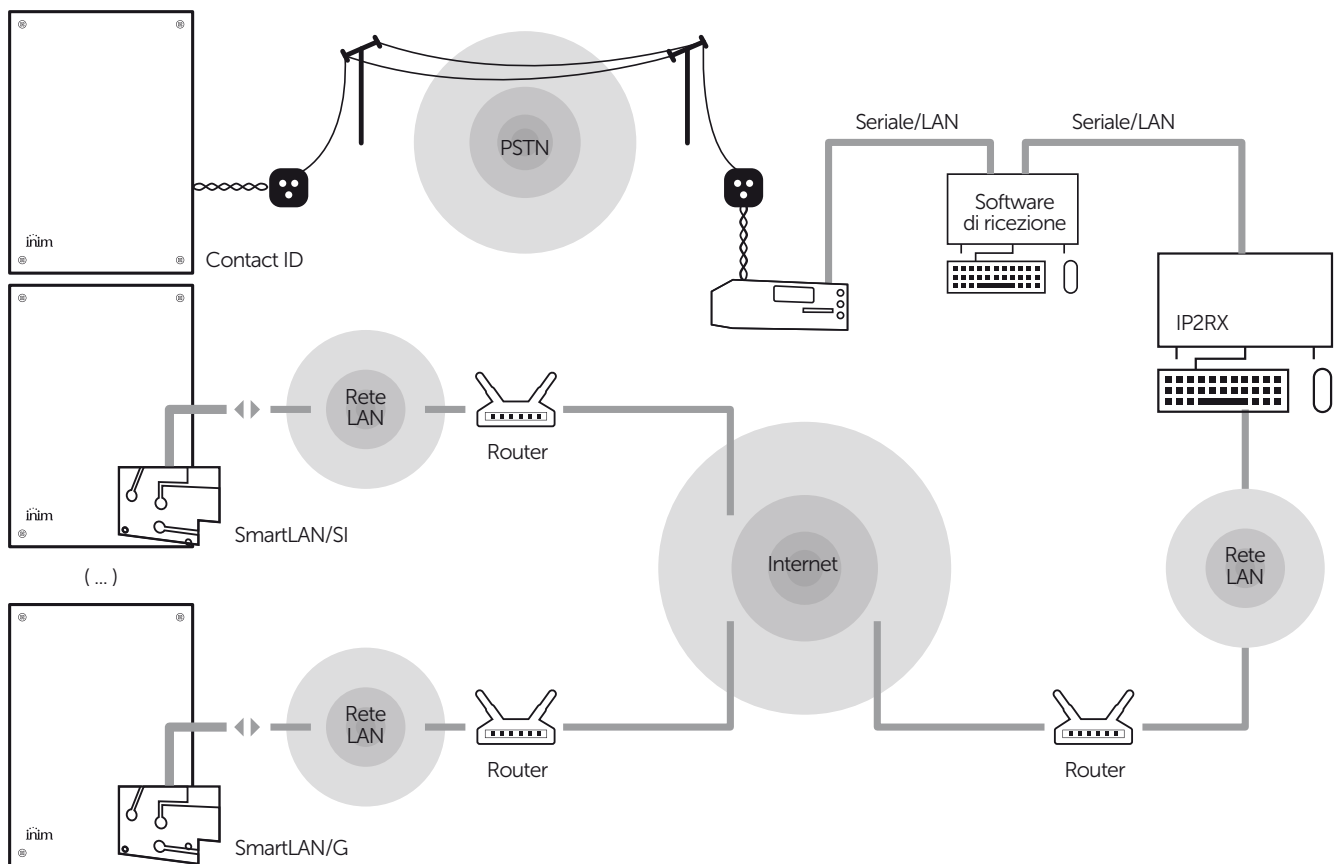 PSTN
Seriale/LAN
Seriale/LAN
Software
di ricezione
inim
Contact ID
IP2RX
Rete
LAN
Router
inim
SmartLAN/SI
( ... )
Internet
Rete
LAN
Rete
LAN
Router
Router
inim
SmartLAN/G